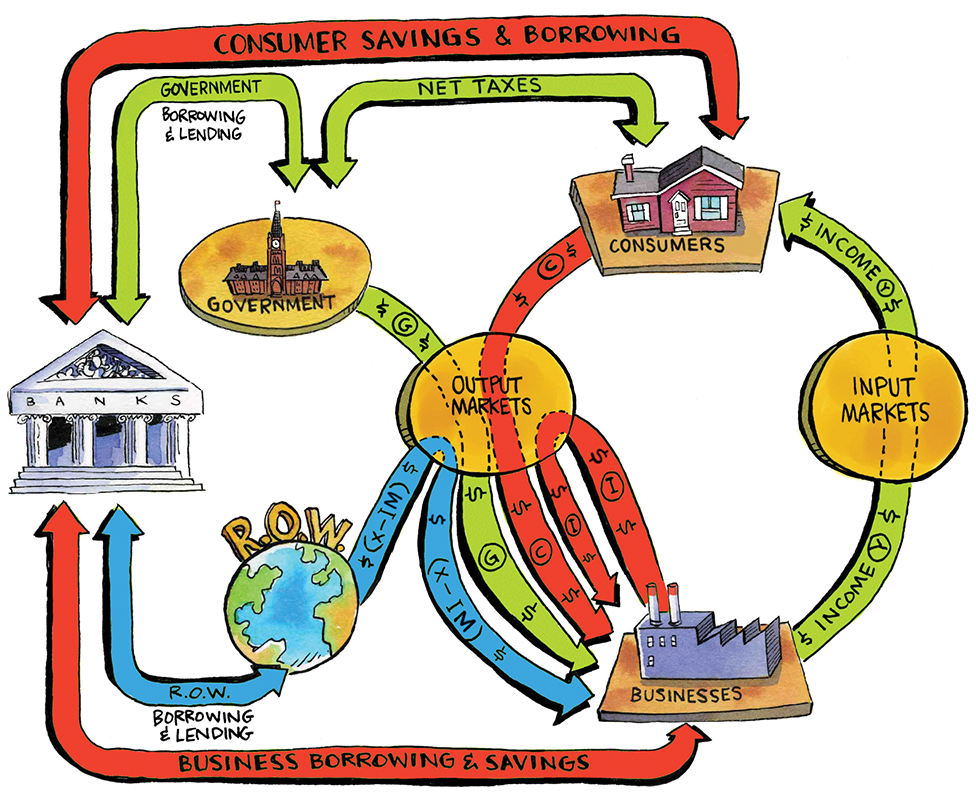 CONSUMER SAVINGS & BORROWING
GOVERNMENT
BORROWING
& LENDING
NET TAXES
CONSUMERS
$ INCOME Y $
GOVERNMENT
$ C $
$ G $
BANKS
OUTPUT
MARKETS
INPUT
MARKETS
R.O.W.
$ (X-IM) $
$ (X-IM) $
$ G $
$ C $
$ I $
$ I $
$ INCOME Y $
BUSINESSES
R.O.W.
BORROWING
& LENDING
BUSINESS BORROWING & SAVINGS